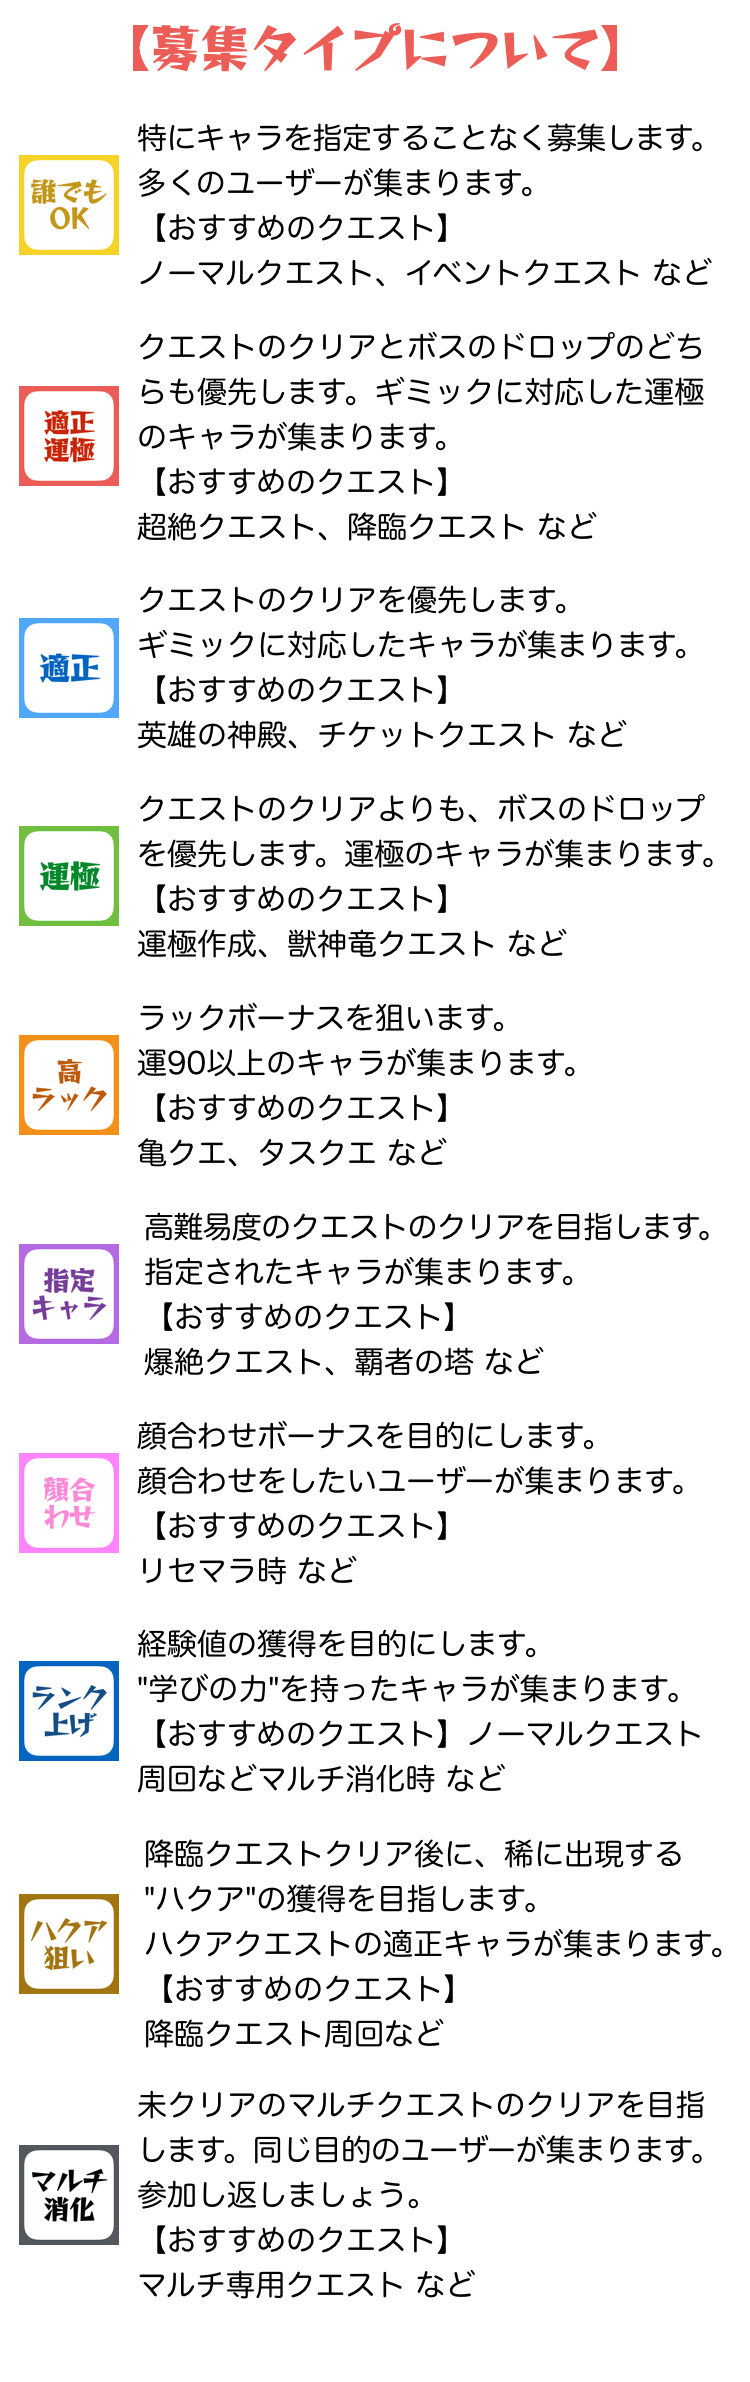 【募集タイプについて】
誰でも
OK
特にキャラを指定することなく募集します。
多くのユーザーが集まります。
【おすすめのクエスト】
ノーマルクエスト、イベントクエスト など
適正
運極
クエストのクリアとボスのドロップのどち
らも優先します。ギミックに対応した運極
のキャラが集まります。
【おすすめのクエスト】
超絶クエスト、降臨クエスト など
適正
クエストのクリアを優先します。
ギミックに対応したキャラが集まります。
【おすすめのクエスト】
英雄の神殿、チケットクエスト など
運極
クエストのクリアよりも、ボスのドロップ
を優先します。運極のキャラが集まります。
【おすすめのクエスト】
運極作成、獣神竜クエスト など
高
ラック
ラックボーナスを狙います。
運90以上のキャラが集まります。
【おすすめのクエスト】
亀クエ、タスクエ など
指定
キャラ
高難易度のクエストのクリアを目指します。
指定されたキャラが集まります。
【おすすめのクエスト】
爆絶クエスト、覇者の塔 など
顔合
わせ
顔合わせボーナスを目的にします。
顔合わせをしたいユーザーが集まります。
【おすすめのクエスト】
リセマラ時 など
ランク
上げ
経験値の獲得を目的にします。
"学びの力"を持ったキャラが集まります。
【おすすめのクエスト】ノーマルクエスト
周回などマルチ消化時 など
ハクア
狙い
降臨クエストクリア後に、稀に出現する
"ハクア"の獲得を目指します。
ハクアクエストの適正キャラが集まります。
【おすすめのクエスト】
降臨クエスト周回など
マルチ
消化
未クリアのマルチクエストのクリアを目指
します。同じ目的のユーザーが集まります。
参加し返しましょう。
【おすすめのクエスト】
マルチ専用クエスト など